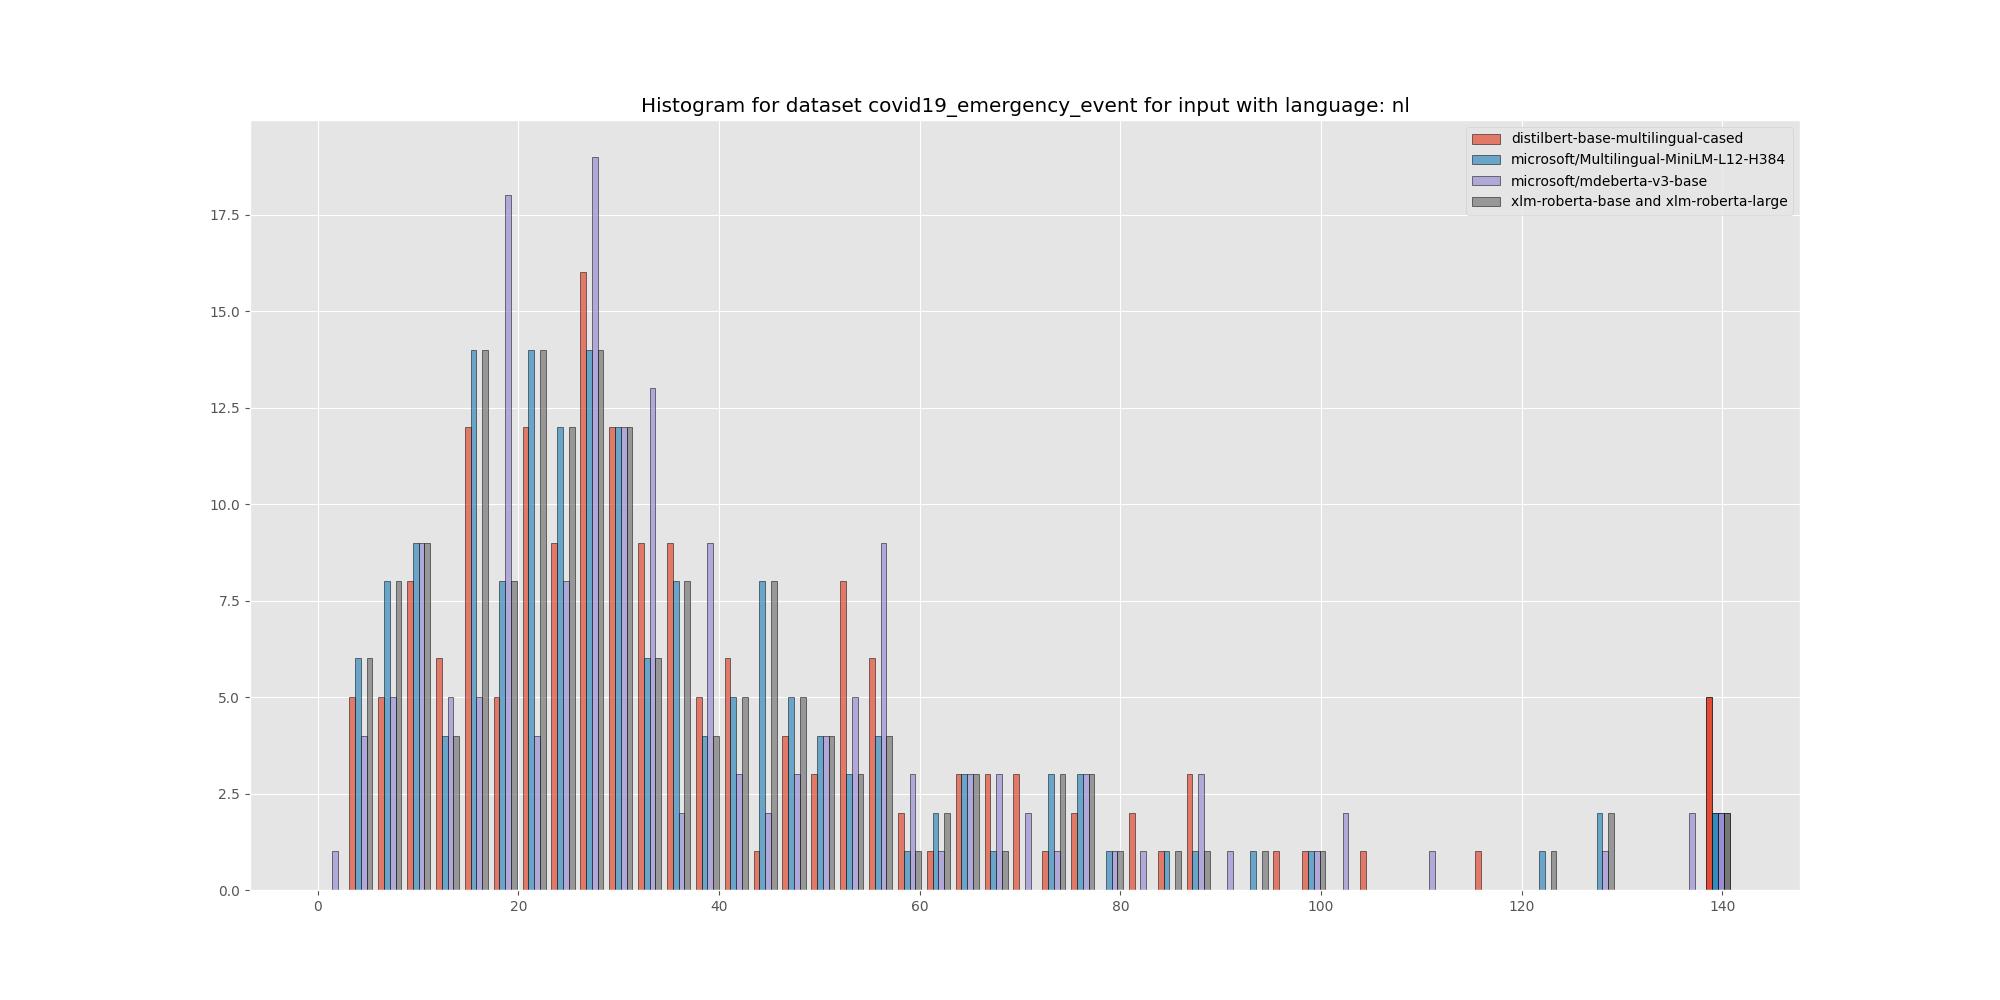 Histogram for dataset covid19_emergency_event for input with language: nl
distilbert-base-multilingual-cased
microsoft/Multilingual-MiniLM-L12-H384
microsoft/mdeberta-v3-base
xlm-roberta-base and xlm-roberta-large
17.5
15.0
12.5
10.0
7.5
5.0
2.5
0.0
0 20 40 60 80 100 120 140